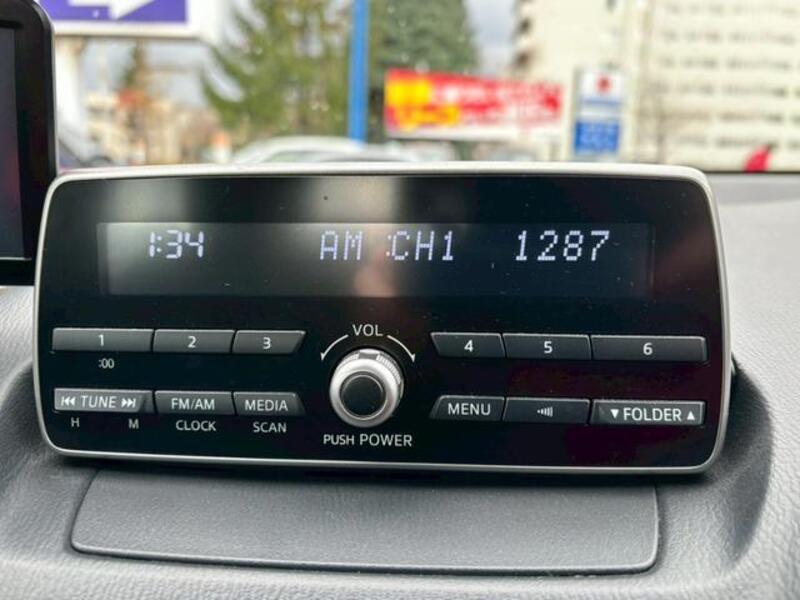 1:34 AM :CH1 1287
VOL
1 2 3 4 5 6
:00
TUNE FM/AM MEDIA MENU ▼ FOLDER ▲
H M CLOCK SCAN
PUSH POWER